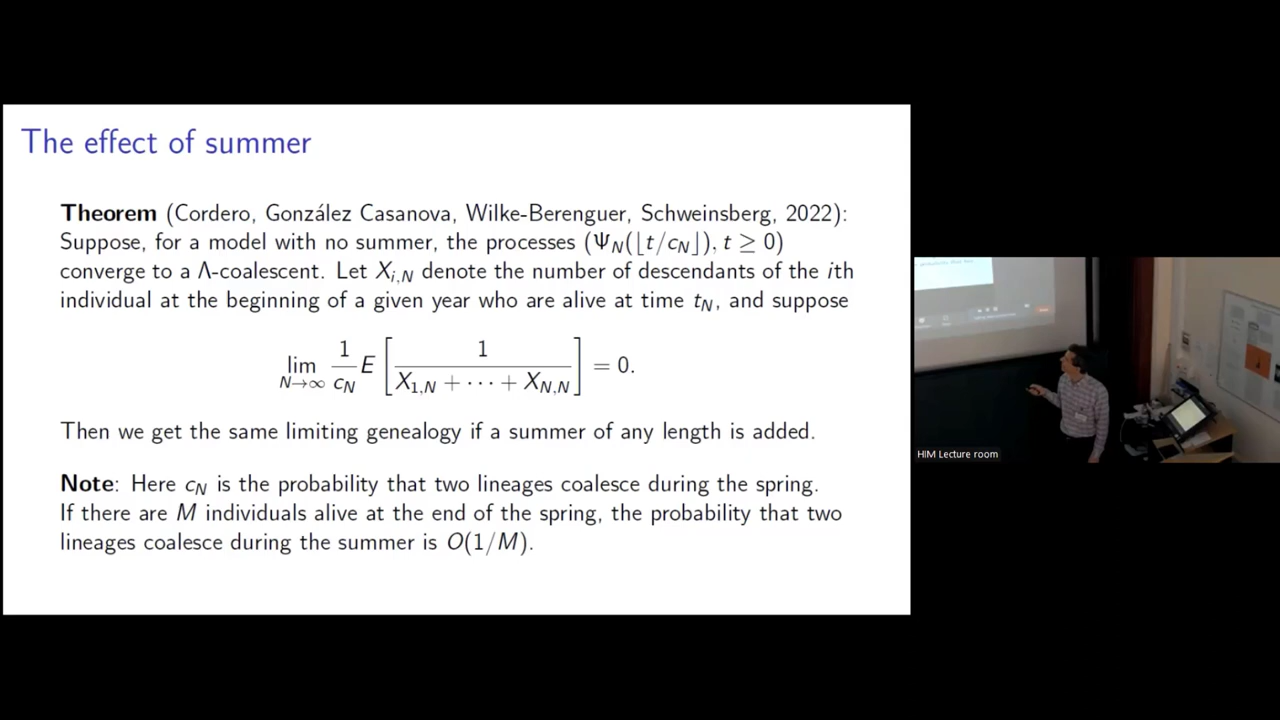 The effect of summer
Theorem (Cordero, González Casanova, Wilke-Berenguer, Schweinsberg, 2022):
Suppose, for a model with no summer, the processes (Ψ_N(⌊t/c_N⌋), t ≥ 0)
converge to a Λ-coalescent. Let X_{i,N} denote the number of descendants of the ith
individual at the beginning of a given year who are alive at time t_N, and suppose
lim_{N→∞} \frac{1}{c_N} E [ \frac{1}{X_{1,N} + ⋯ + X_{N,N}} ] = 0.
Then we get the same limiting genealogy if a summer of any length is added.
Note: Here c_N is the probability that two lineages coalesce during the spring.
If there are M individuals alive at the end of the spring, the probability that two
lineages coalesce during the summer is O(1/M).
HIM Lecture room